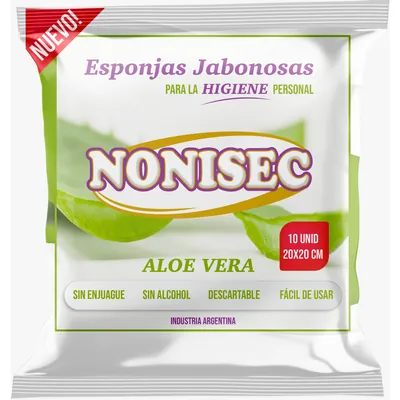 NUEVO!
Esponjas Jabonosas
PARA LA HIGIENE PERSONAL
NONISEC
10 UNID
20X20 CM
ALOE VERA
SIN ENJUAGUE SIN ALCOHOL DESCARTABLE FÁCIL DE USAR
INDUSTRIA ARGENTINA